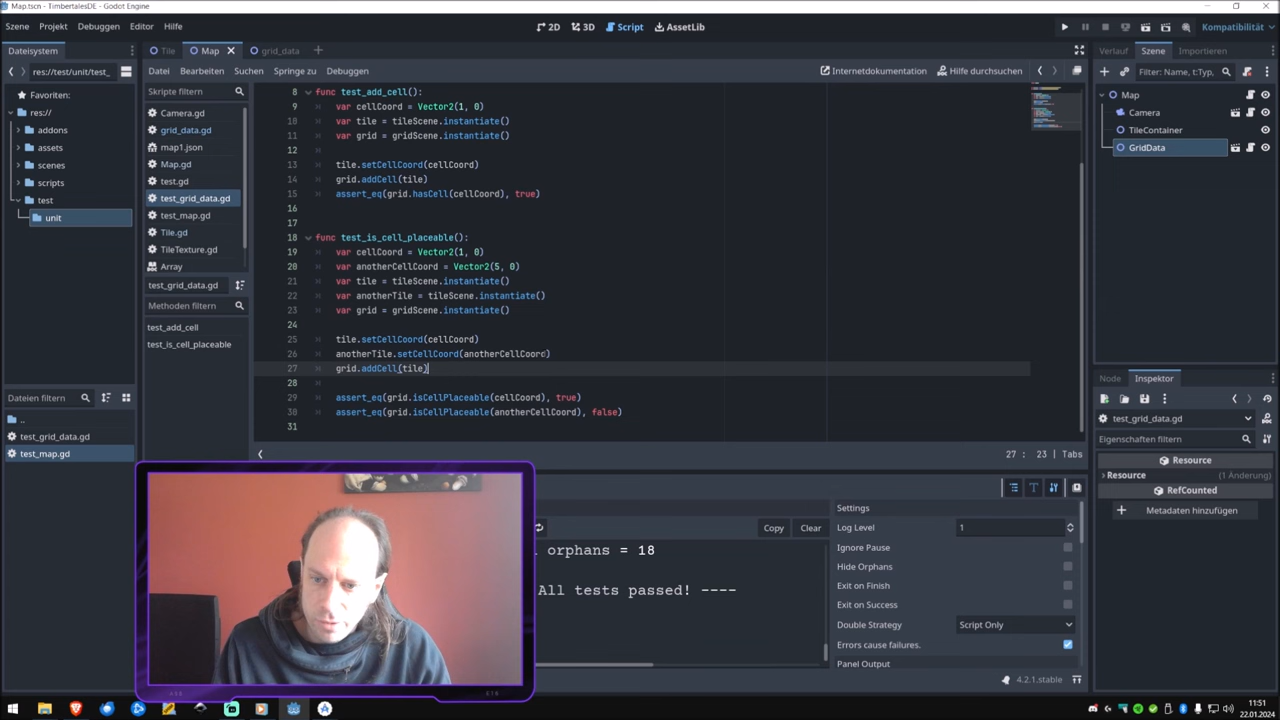 Map.tscn - TimbertalesDE - Godot Engine
Szene Projekt Debuggen Editor Hilfe
2D 3D Script AssetLib
Kompatibilität
Dateisystem
res://test/unit/test_
Favoriten:
res://
addons
assets
scenes
scripts
test
unit
Dateien filtern
..
test_grid_data.gd
test_map.gd
Tile Map grid_data
Datei Bearbeiten Suchen Springe zu Debuggen
Internetdokumentation Hilfe durchsuchen
Skripte filtern
Camera.gd
grid_data.gd
map1.json
Map.gd
test.gd
test_grid_data.gd
test_map.gd
Tile.gd
TileTexture.gd
Array
test_grid_data.gd
Methoden filtern
test_add_cell
test_is_cell_placeable
8 func test_add_cell():
9 var cellCoord = Vector2(1, 0)
10 var tile = tileScene.instantiate()
11 var grid = gridScene.instantiate()
12
13 tile.setCellCoord(cellCoord)
14 grid.addCell(tile)
15 assert_eq(grid.hasCell(cellCoord), true)
16
17
18 func test_is_cell_placeable():
19 var cellCoord = Vector2(1, 0)
20 var anotherCellCoord = Vector2(5, 0)
21 var tile = tileScene.instantiate()
22 var anotherTile = tileScene.instantiate()
23 var grid = gridScene.instantiate()
24
25 tile.setCellCoord(cellCoord)
26 anotherTile.setCellCoord(anotherCellCoord)
27 grid.addCell(tile)
28
29 assert_eq(grid.isCellPlaceable(cellCoord), true)
30 assert_eq(grid.isCellPlaceable(anotherCellCoord), false)
31
27 : 23 | Tabs
Copy Clear
orphans = 18
All tests passed! ----
Settings
Log Level 1
Ignore Pause
Hide Orphans
Exit on Finish
Exit on Success
Double Strategy Script Only
Errors cause failures.
Panel Output
4.2.1.stable
Verlauf Szene Importieren
Filter: Name, t:Typ,
Map
Camera
TileContainer
GridData
Node Inspektor
test_grid_data.gd
Eigenschaften filtern
Resource
Resource (1 Änderung)
RefCounted
Metadaten hinzufügen
11:51
22.01.2024